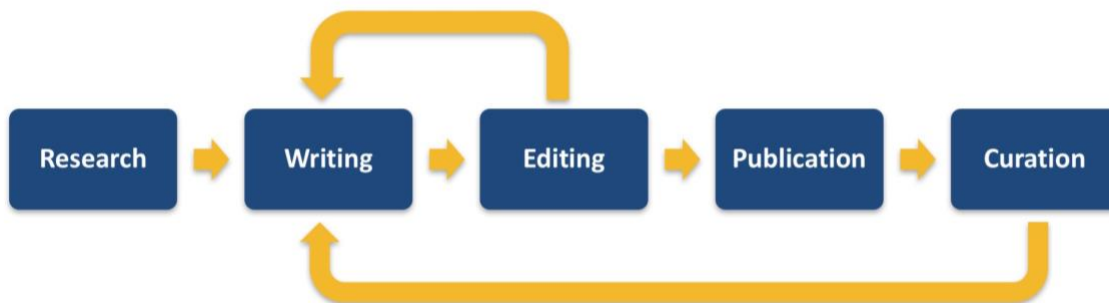 Research
Writing
Editing
Publication
Curation